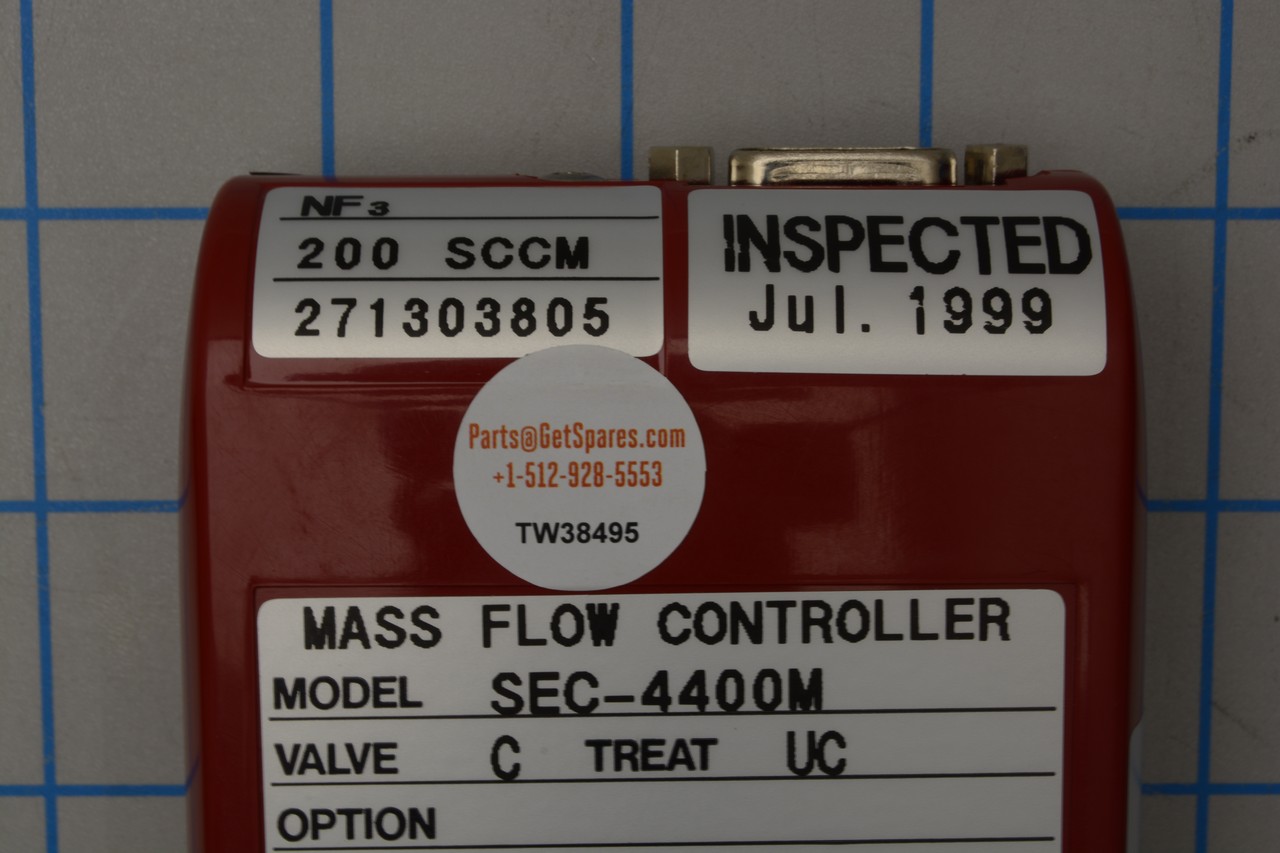 NF3
200 SCCM
271303805
INSPECTED
Jul. 1999
Parts@GetSpares.com
+1-512-928-5553
TW38495
MASS FLOW CONTROLLER
MODEL SEC-4400M
VALVE C TREAT UC
OPTION